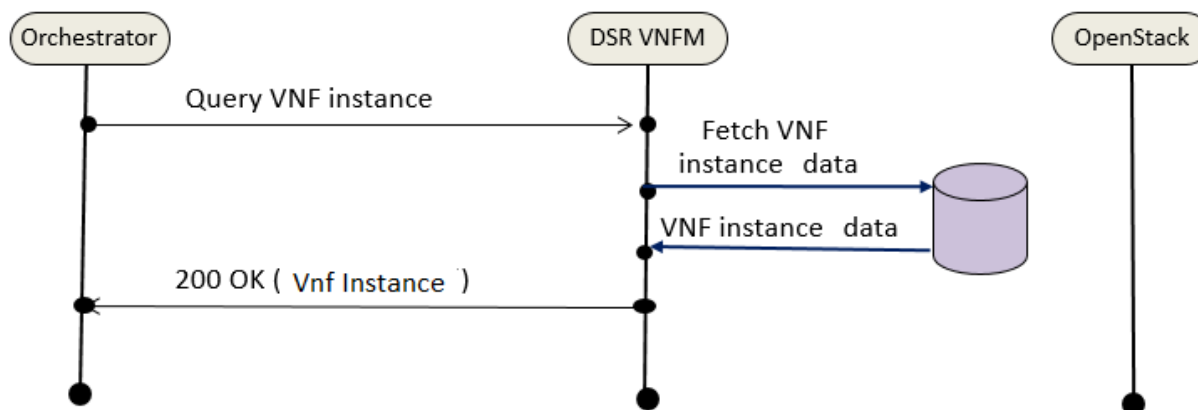 Orchestrator
DSR VNFM
OpenStack
Query VNF instance
Fetch VNF
instance data
VNF instance data
200 OK ( Vnf Instance )